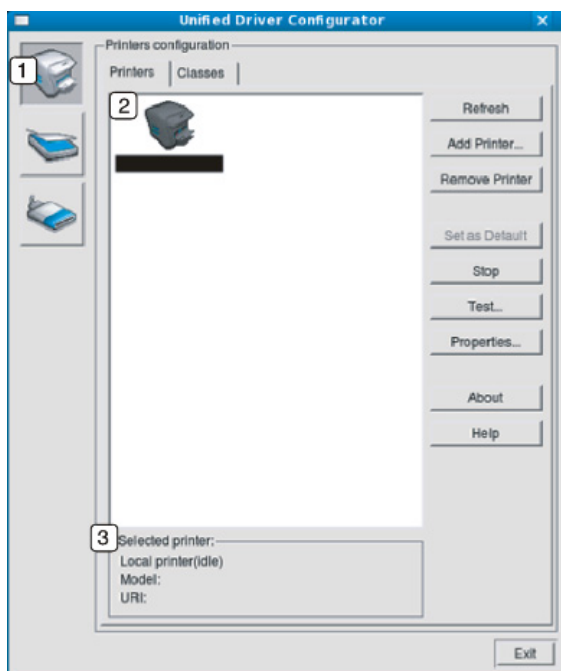 Unified Driver Configurator
Printers configuration
1
Printers Classes
2
Refresh
Add Printer...
Remove Printer
Set as Default
Stop
Test...
Properties...
About
Help
3
Selected printer:
Local printer(idle)
Model:
URI:
Exit